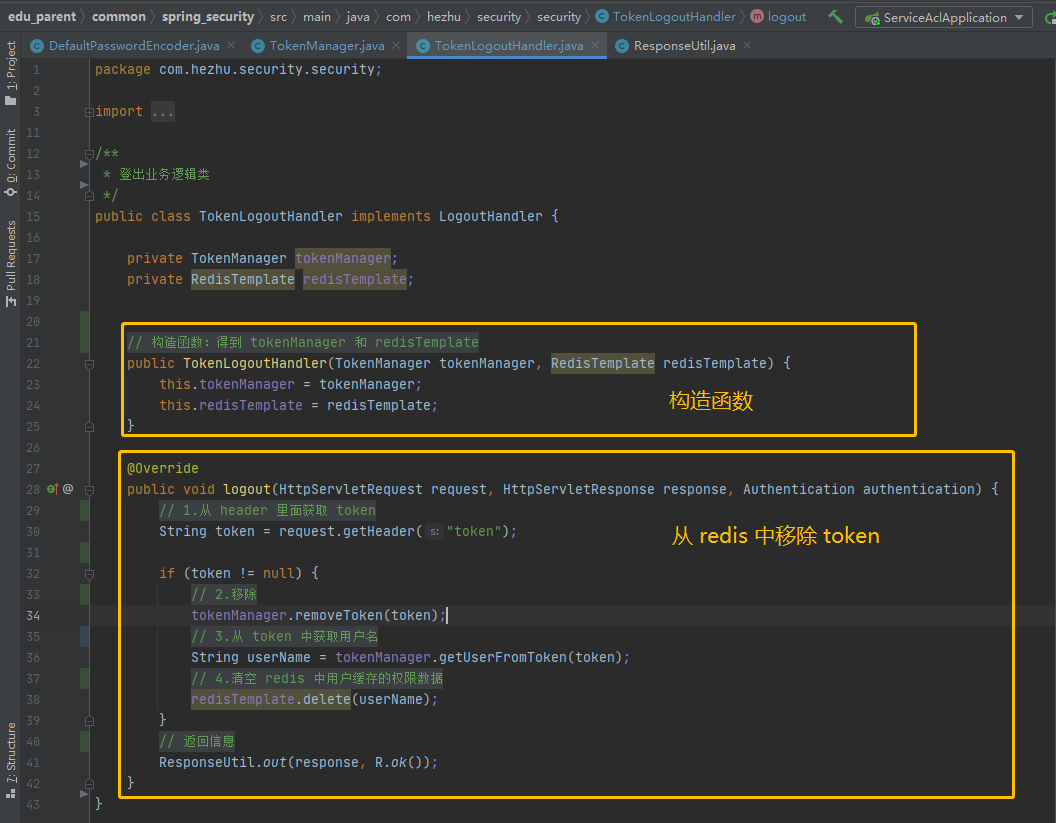 edu_parent common spring_security src main java com hezhu security security TokenLogoutHandler logout ServiceAclApplication
DefaultPasswordEncoder.java TokenManager.java TokenLogoutHandler.java ResponseUtil.java
1: Project
0: Commit
Pull Requests
7: Structure
1 package com.hezhu.security.security;
2
3 import ...
11
12 /**
13 * 登出业务逻辑类
14 */
15 public class TokenLogoutHandler implements LogoutHandler {
16
17 private TokenManager tokenManager;
18 private RedisTemplate redisTemplate;
19
20
21 // 构造函数: 得到 tokenManager 和 redisTemplate
22 public TokenLogoutHandler(TokenManager tokenManager, RedisTemplate redisTemplate) {
23 this.tokenManager = tokenManager;
24 this.redisTemplate = redisTemplate;
构造函数
25 }
26
27 @Override
28 @ public void logout(HttpServletRequest request, HttpServletResponse response, Authentication authentication) {
29 // 1.从 header 里面获取 token
30 String token = request.getHeader( s: "token");
从 redis 中移除 token
31
32 if (token != null) {
33 // 2.移除
34 tokenManager.removeToken(token);
35 // 3.从 token 中获取用户名
36 String userName = tokenManager.getUserFromToken(token);
37 // 4.清空 redis 中用户缓存的权限数据
38 redisTemplate.delete(userName);
39 }
40 // 返回信息
41 ResponseUtil.out(response, R.ok());
42 }
43 }